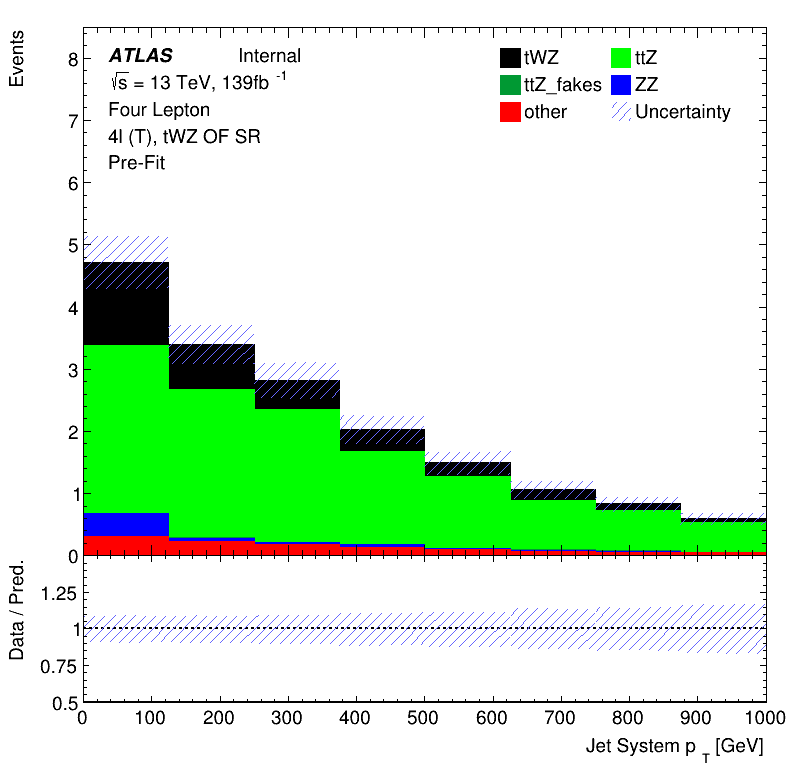 Events
ATLAS Internal
√s = 13 TeV, 139fb -1
Four Lepton
4l (T), tWZ OF SR
Pre-Fit
tWZ ttZ
ttZ_fakes ZZ
other Uncertainty
8
7
6
5
4
3
2
1
0
Data / Pred.
1.25
1
0.75
0.5
0 100 200 300 400 500 600 700 800 900 1000
Jet System p T [GeV]